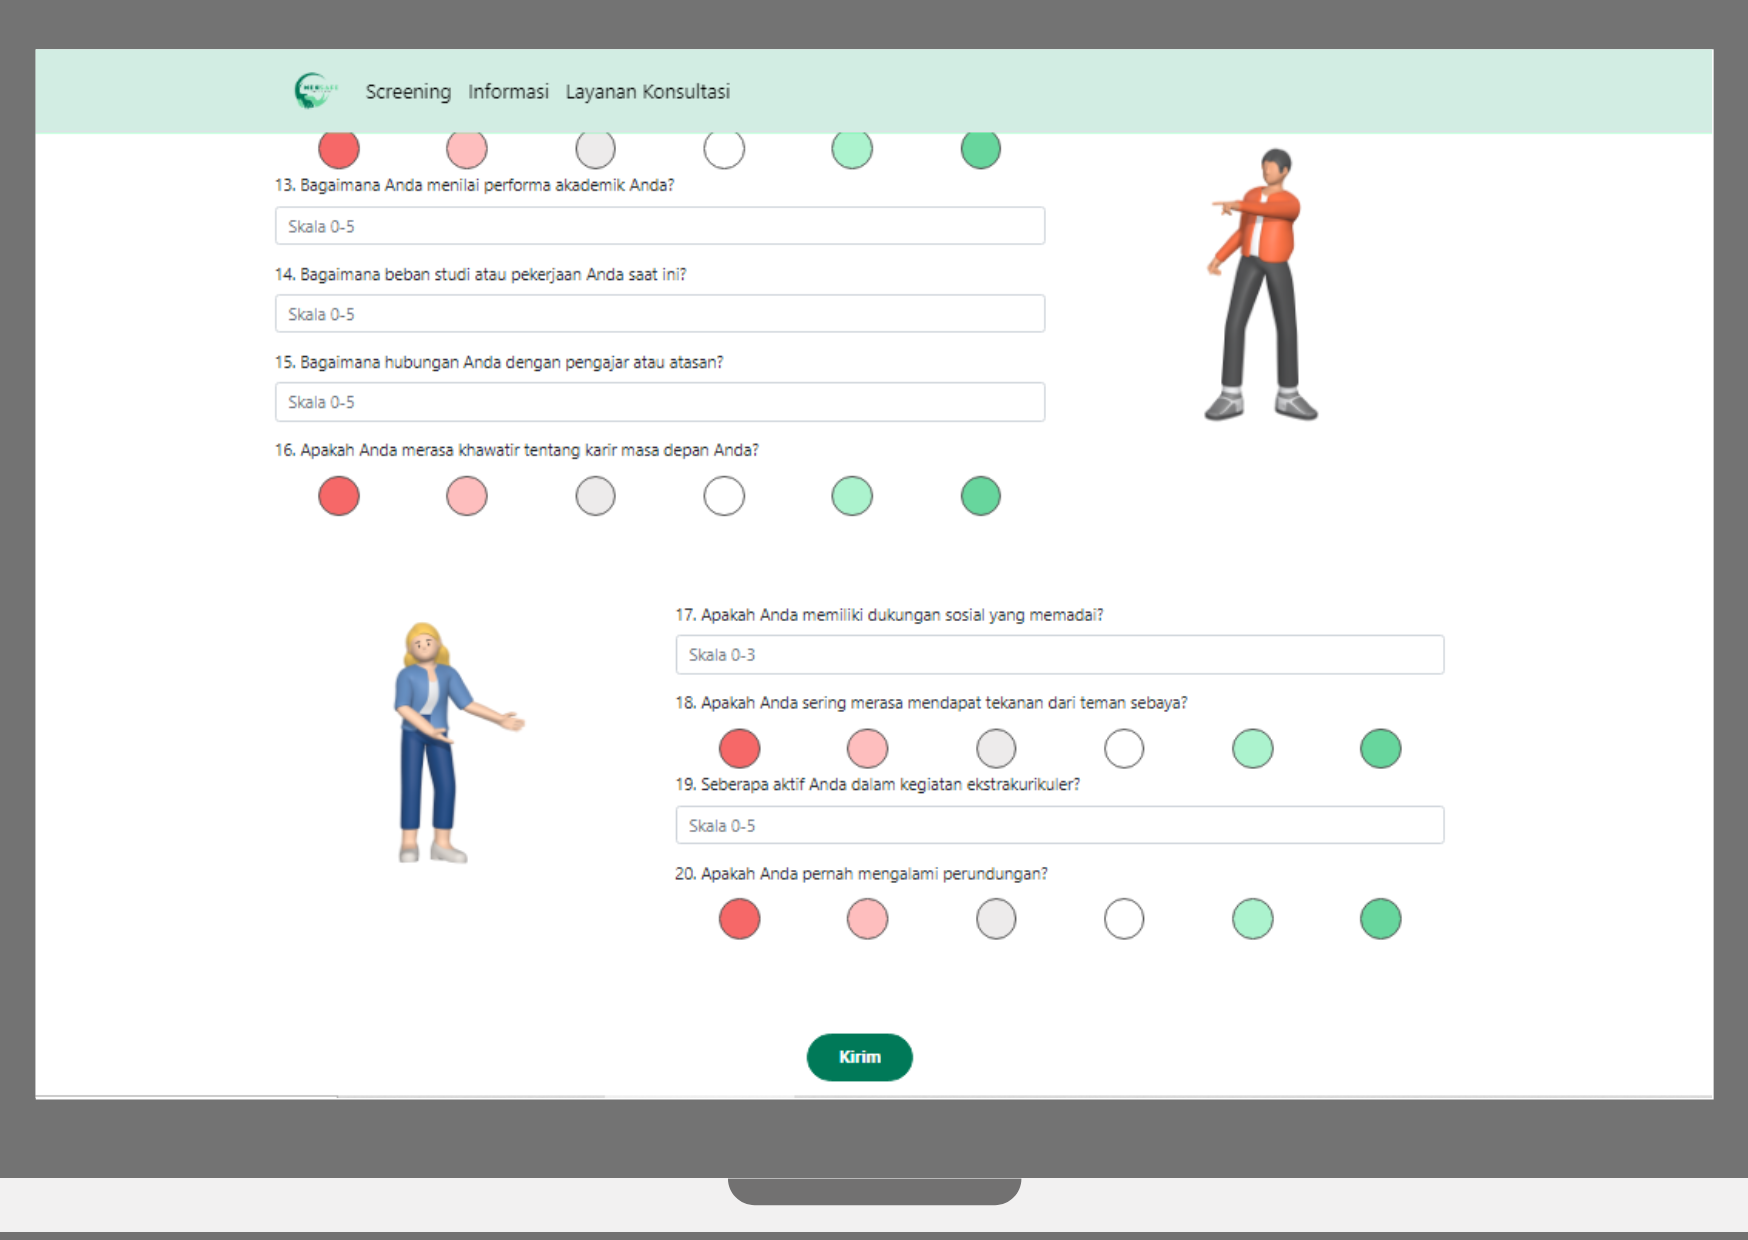 Screening Informasi Layanan Konsultasi
13. Bagaimana Anda menilai performa akademik Anda?
Skala 0-5
14. Bagaimana beban studi atau pekerjaan Anda saat ini?
Skala 0-5
15. Bagaimana hubungan Anda dengan pengajar atau atasan?
Skala 0-5
16. Apakah Anda merasa khawatir tentang karir masa depan Anda?
17. Apakah Anda memiliki dukungan sosial yang memadai?
Skala 0-3
18. Apakah Anda sering merasa mendapat tekanan dari teman sebaya?
19. Seberapa aktif Anda dalam kegiatan ekstrakurikuler?
Skala 0-5
20. Apakah Anda pernah mengalami perundungan?
Kirim